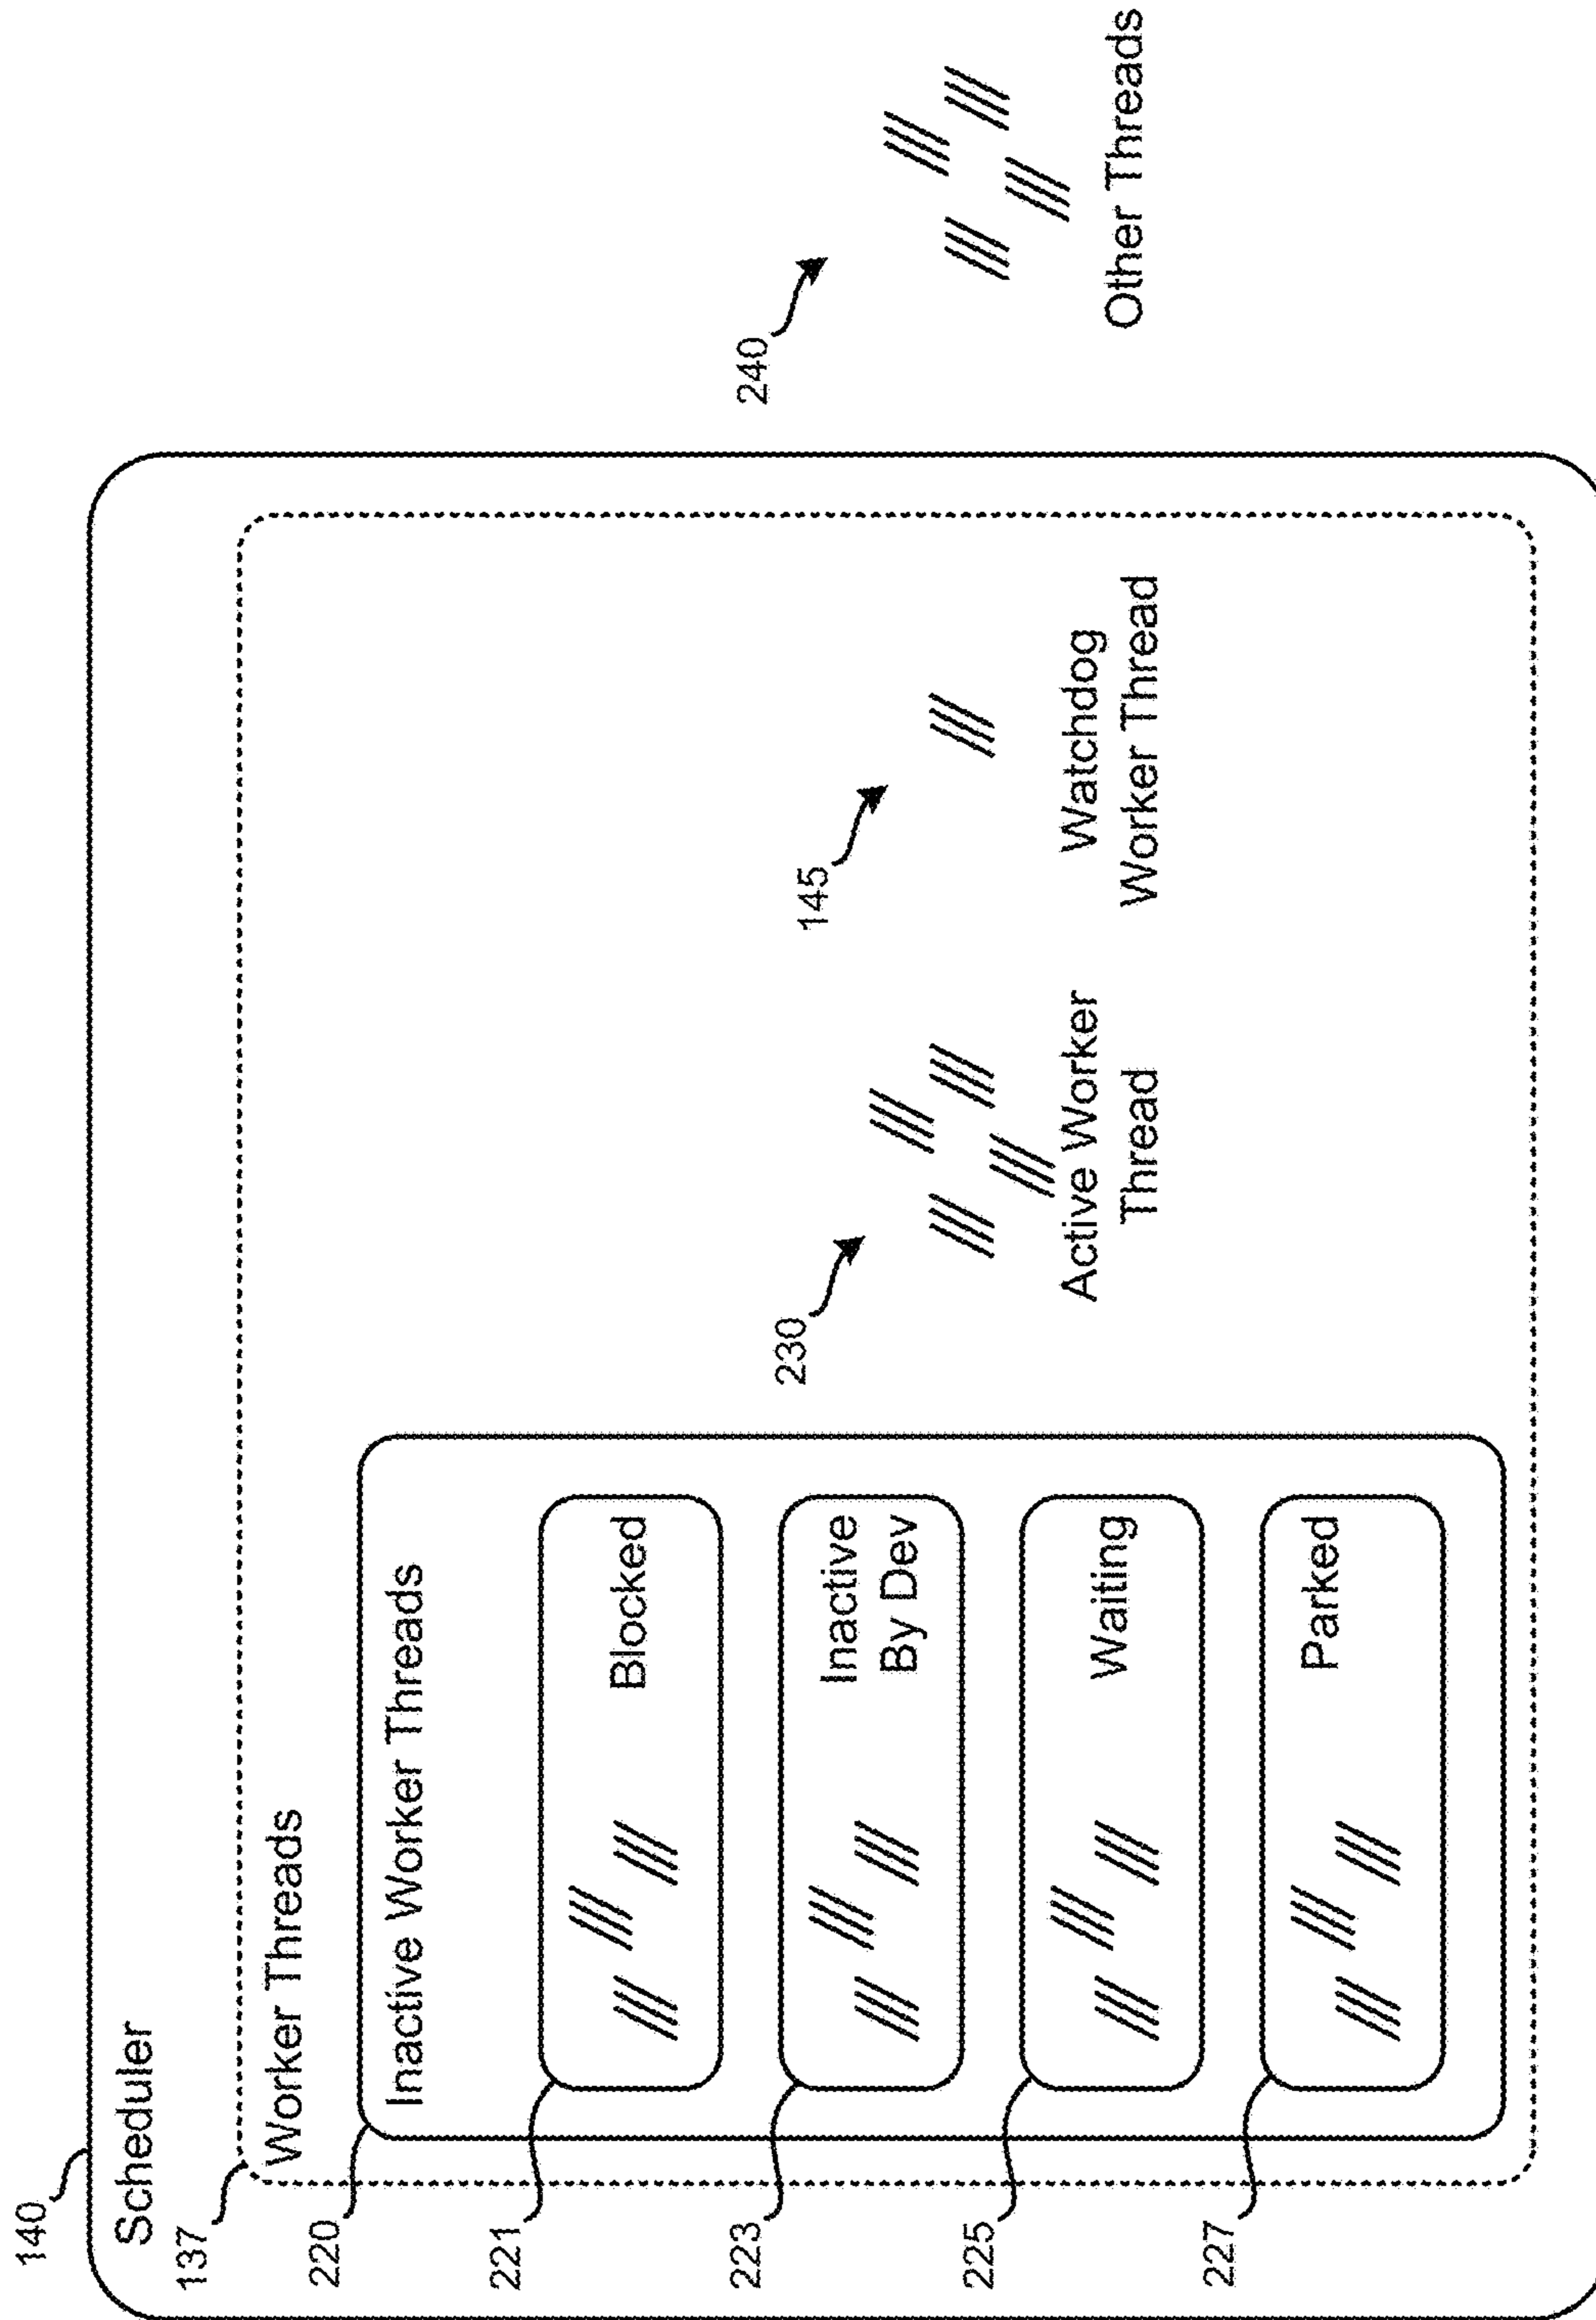 140
Scheduler
137
Worker Threads
220
Inactive Worker Threads
221
Blocked
223
Inactive
By Dev
225
Waiting
227
Parked
230
Active Worker
Thread
145
Watchdog
Worker Thread
240
Other Threads